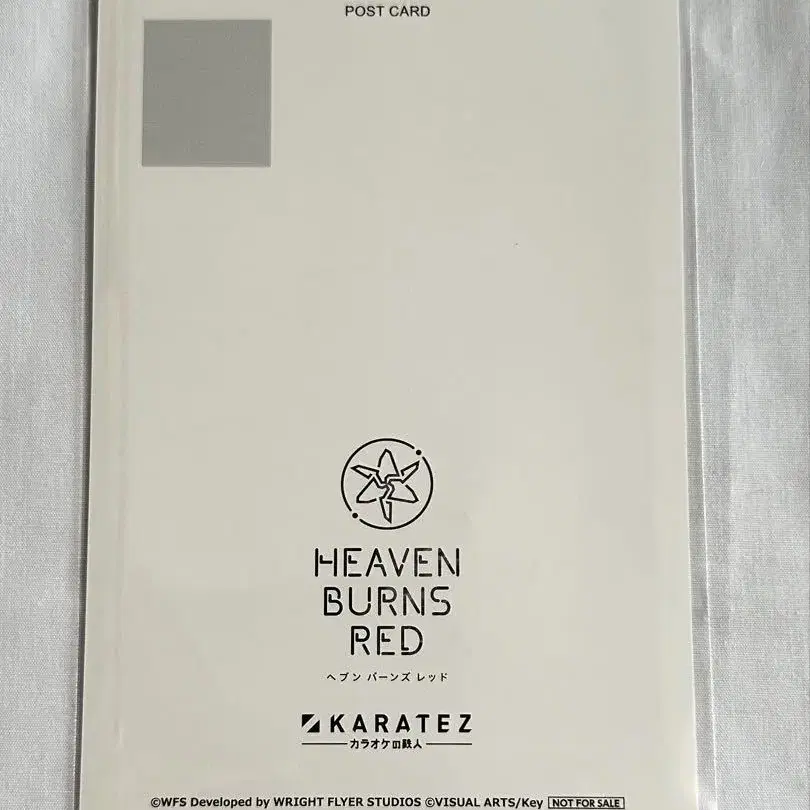 POST CARD
HEAVEN
BURNS
RED
ヘブン バーンズ レッド
KARATEZ
カラオケの鉄人
©WFS Developed by WRIGHT FLYER STUDIOS ©VISUAL ARTS/Key NOT FOR SALE